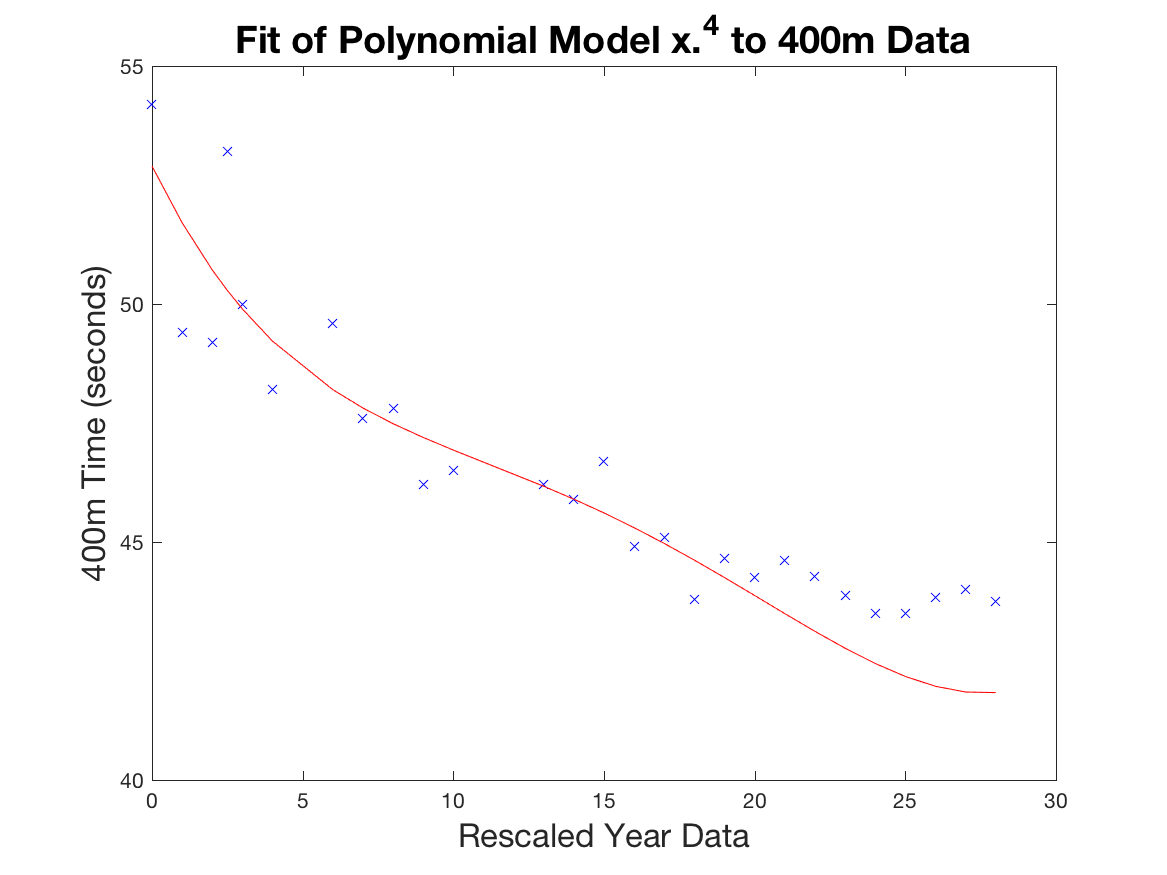 Fit of Polynomial Model x.^4 to 400m Data
55
50
45
40
400m Time (seconds)
0 5 10 15 20 25 30
Rescaled Year Data